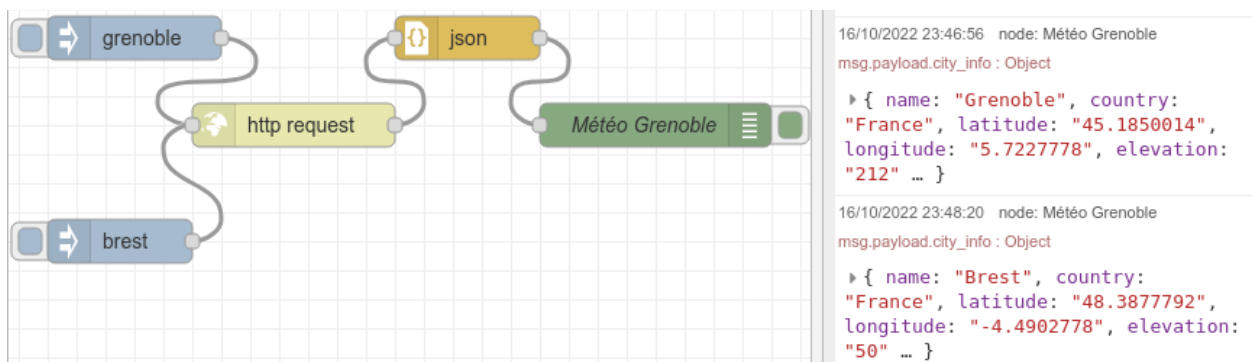 grenoble
json
http request
Météo Grenoble
brest
16/10/2022 23:46:56 node: Météo Grenoble
msg.payload.city_info : Object
{ name: "Grenoble", country:
"France", latitude: "45.1850014",
longitude: "5.7227778", elevation:
"212" … }
16/10/2022 23:48:20 node: Météo Grenoble
msg.payload.city_info : Object
{ name: "Brest", country:
"France", latitude: "48.3877792",
longitude: "-4.4902778", elevation:
"50" … }